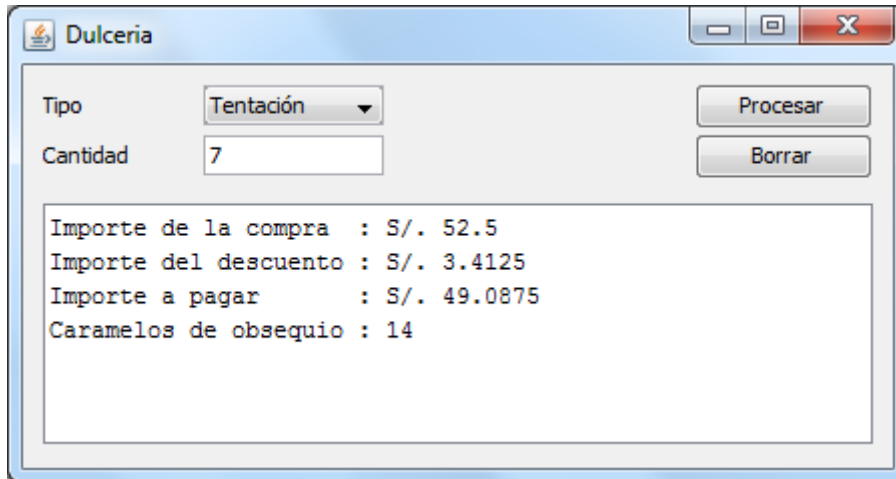 Dulceria
Tipo Tentación Procesar
Cantidad 7 Borrar
Importe de la compra : S/. 52.5
Importe del descuento : S/. 3.4125
Importe a pagar : S/. 49.0875
Caramelos de obsequio : 14